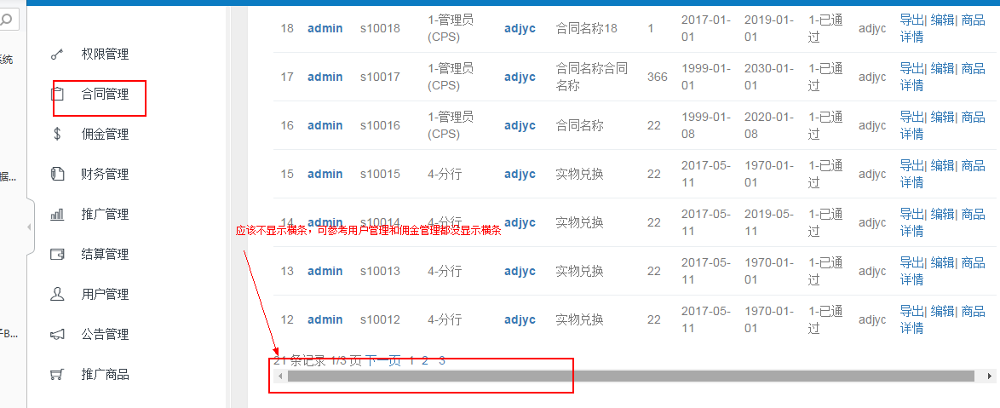 系统
据...
子B...
权限管理
合同管理
佣金管理
财务管理
推广管理
结算管理
用户管理
公告管理
推广商品
18 admin s10018 1-管理员 adjyc 合同名称18 1 2017-01- 2019-01- 1-已通 adjyc 导出| 编辑| 商品
(CPS) 01 01 过 详情
17 admin s10017 1-管理员 adjyc 合同名称合同 366 1999-01- 2030-01- 1-已通 adjyc 导出| 编辑| 商品
(CPS) 名称 01 01 过 详情
16 admin s10016 1-管理员 adjyc 合同名称 22 1999-01- 2020-01- 1-已通 adjyc 导出| 编辑| 商品
(CPS) 08 08 过 详情
15 admin s10015 4-分行 adjyc 实物兑换 22 2017-05- 1970-01- 1-已通 adjyc 导出| 编辑| 商品
11 01 过 详情
14 admin s10014 4-分行 adjyc 实物兑换 22 2017-05- 2019-05- 1-已通 adjyc 导出| 编辑| 商品
11 11 过 详情
应该不显示横条，可参考用户管理和佣金管理都没显示横条
13 admin s10013 4-分行 adjyc 实物兑换 22 2017-05- 1970-01- 1-已通 adjyc 导出| 编辑| 商品
11 01 过 详情
12 admin s10012 4-分行 adjyc 实物兑换 22 2017-05- 1970-01- 1-已通 adjyc 导出| 编辑| 商品
11 01 过 详情
21 条记录 1/3 页 下一页 1 2 3